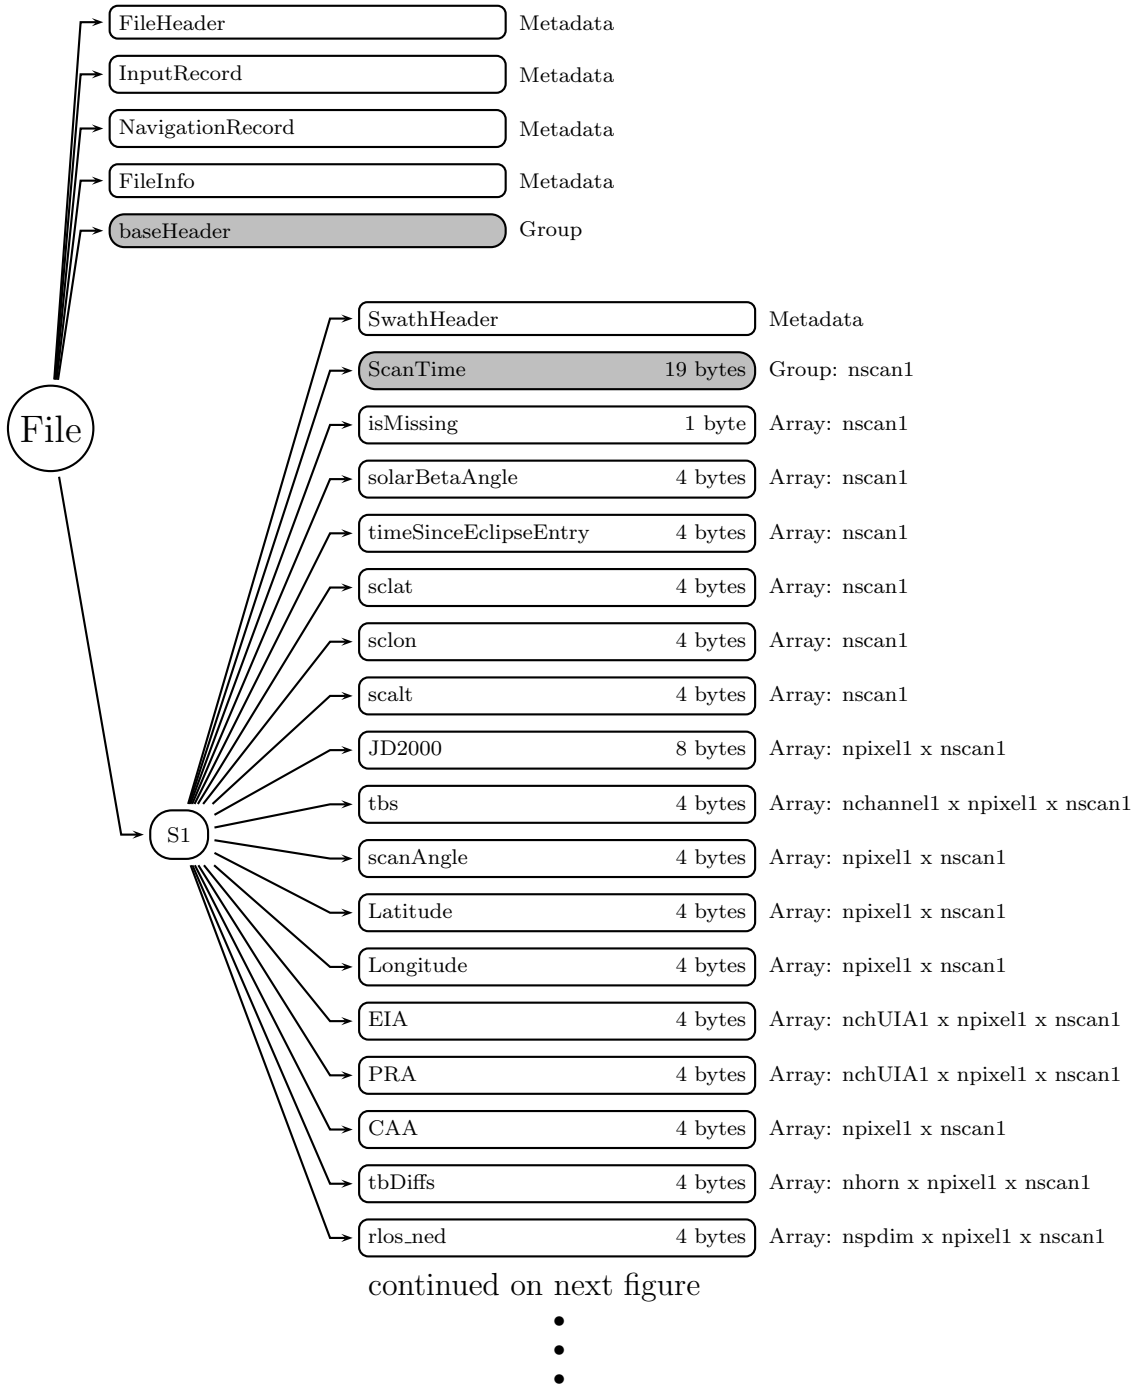 FileHeader Metadata
InputRecord Metadata
NavigationRecord Metadata
FileInfo Metadata
baseHeader Group
SwathHeader Metadata
ScanTime 19 bytes Group: nscan1
isMissing 1 byte Array: nscan1
File
solarBetaAngle 4 bytes Array: nscan1
timeSinceEclipseEntry 4 bytes Array: nscan1
sclat 4 bytes Array: nscan1
sclon 4 bytes Array: nscan1
scalt 4 bytes Array: nscan1
JD2000 8 bytes Array: npixel1 x nscan1
tbs 4 bytes Array: nchannel1 x npixel1 x nscan1
S1
scanAngle 4 bytes Array: npixel1 x nscan1
Latitude 4 bytes Array: npixel1 x nscan1
Longitude 4 bytes Array: npixel1 x nscan1
EIA 4 bytes Array: nchUIA1 x npixel1 x nscan1
PRA 4 bytes Array: nchUIA1 x npixel1 x nscan1
CAA 4 bytes Array: npixel1 x nscan1
tbDiffs 4 bytes Array: nhorn x npixel1 x nscan1
rlos_ned 4 bytes Array: nspdim x npixel1 x nscan1
continued on next figure